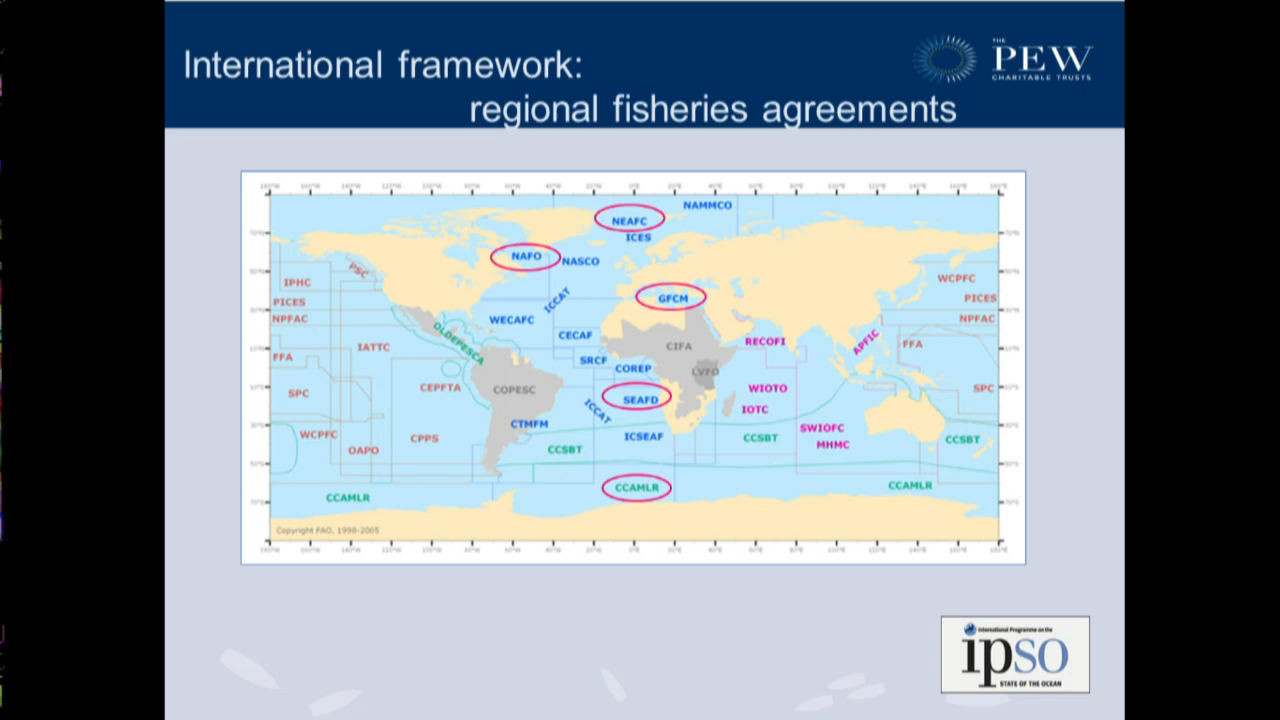 International framework:
regional fisheries agreements
THE
PEW
CHARITABLE TRUSTS
NAMMCO
NEAFC
ICES
NAFO
NASCO
PSC
IPHC
WCPFC
PICES
ICCAT
GFCM
PICES
NPFAC
WECAFC
NPFAC
OLDEPESCA
CECAF
IATTC
CIFA
RECOFI
APFIC
FFA
FFA
SRCF
COREP
LVFO
SPC
CEPFTA
COPESC
WIOTO
SPC
SEAFD
ICCAT
IOTC
CTMFM
SWIOFC
WCPFC
CPPS
ICSEAF
CCSBT
MHMC
CCSBT
OAPO
CCSBT
CCAMLR
CCAMLR
CCAMLR
Copyright FAO, 1998-2005
International Programme on the
ipso
STATE OF THE OCEAN